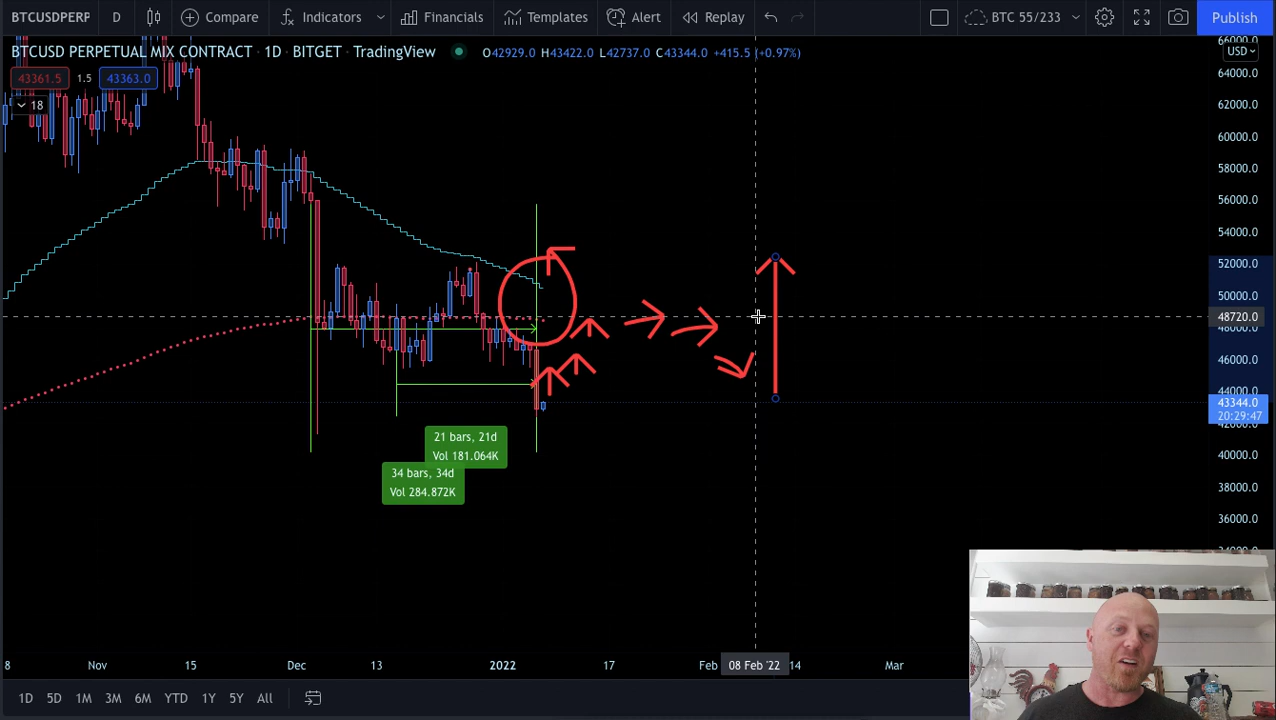 BTCUSDPERP D Compare Indicators Financials Templates Alert Replay BTC 55/233 Publish
BTCUSD PERPETUAL MIX CONTRACT · 1D · BITGET · TradingView O42929.0 H43422.0 L42737.0 C43344.0 +415.5 (+0.97%)
43361.5 1.5 43363.0
18
USD
64000.0
62000.0
60000.0
58000.0
56000.0
54000.0
52000.0
50000.0
48720.0
46000.0
44000.0
43344.0
20:29:47
40000.0
38000.0
36000.0
21 bars, 21d
Vol 181.064K
34 bars, 34d
Vol 284.872K
8 Nov 15 Dec 13 2022 17 Feb 08 Feb '22 14 Mar
1D 5D 1M 3M 6M YTD 1Y 5Y All